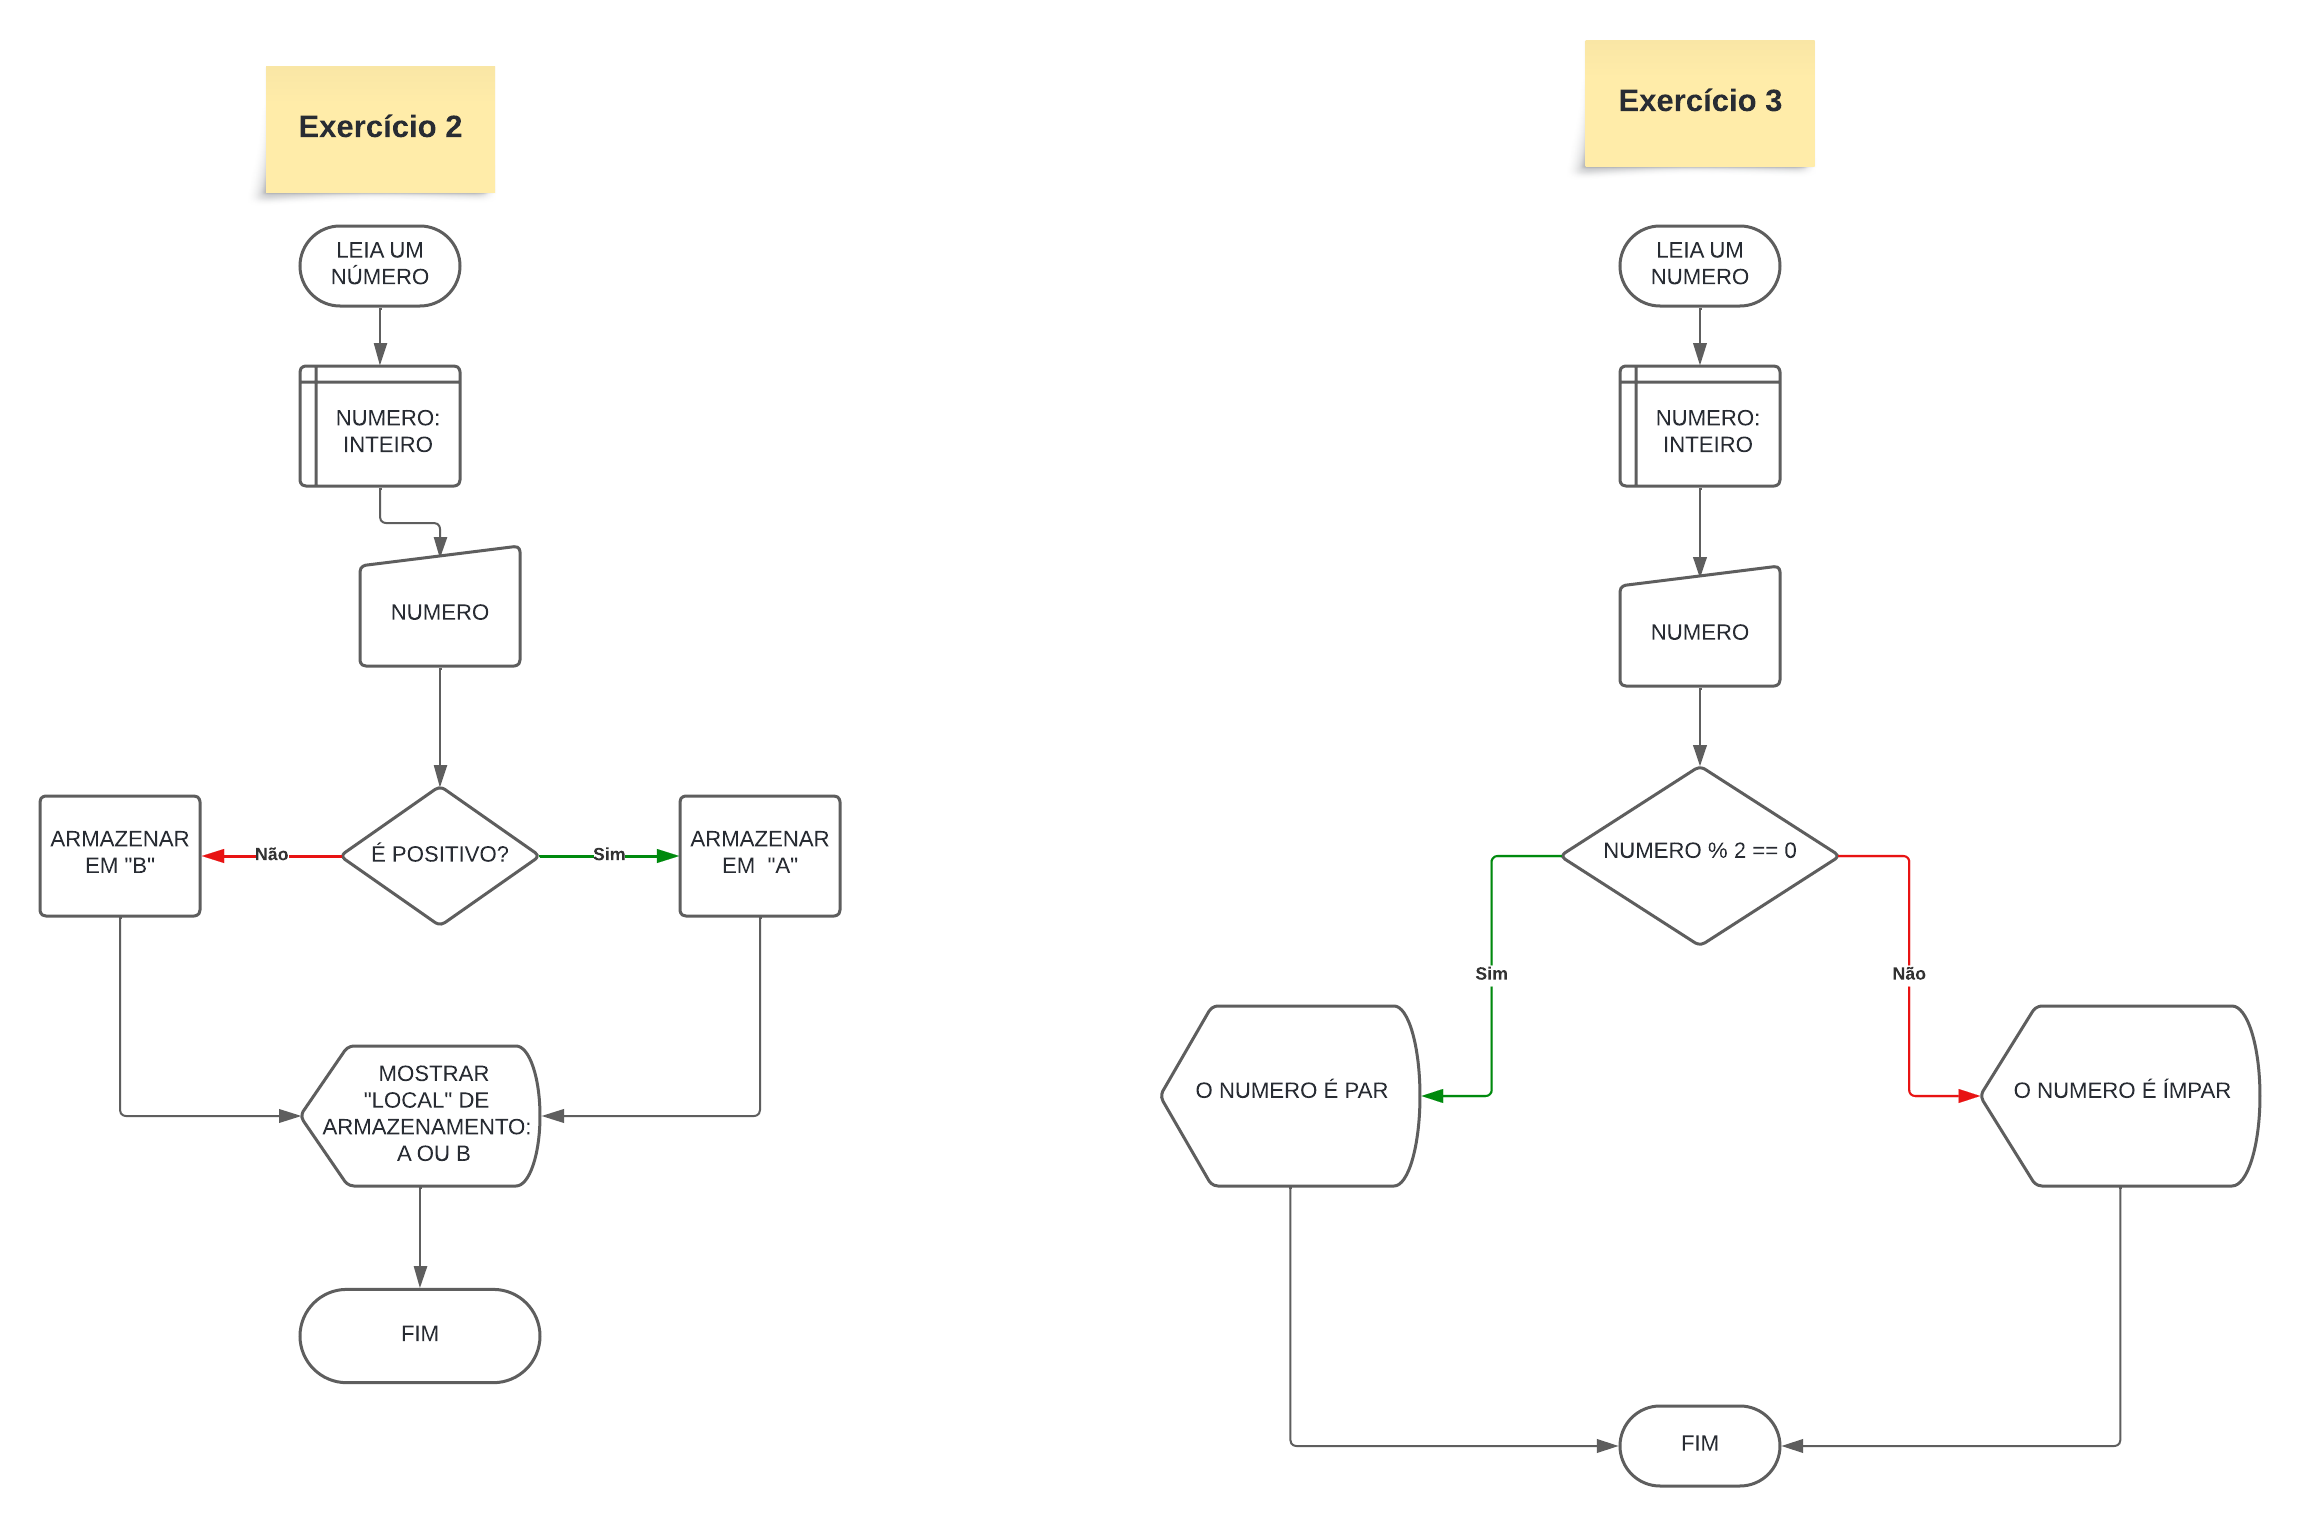 Exercício 2
LEIA UM
NÚMERO
NUMERO:
INTEIRO
NUMERO
É POSITIVO?
Não
Sim
ARMAZENAR
EM "B"
ARMAZENAR
EM "A"
MOSTRAR
"LOCAL" DE
ARMAZENAMENTO:
A OU B
FIM
Exercício 3
LEIA UM
NUMERO
NUMERO:
INTEIRO
NUMERO
NUMERO % 2 == 0
Sim
Não
O NUMERO É PAR
O NUMERO É ÍMPAR
FIM